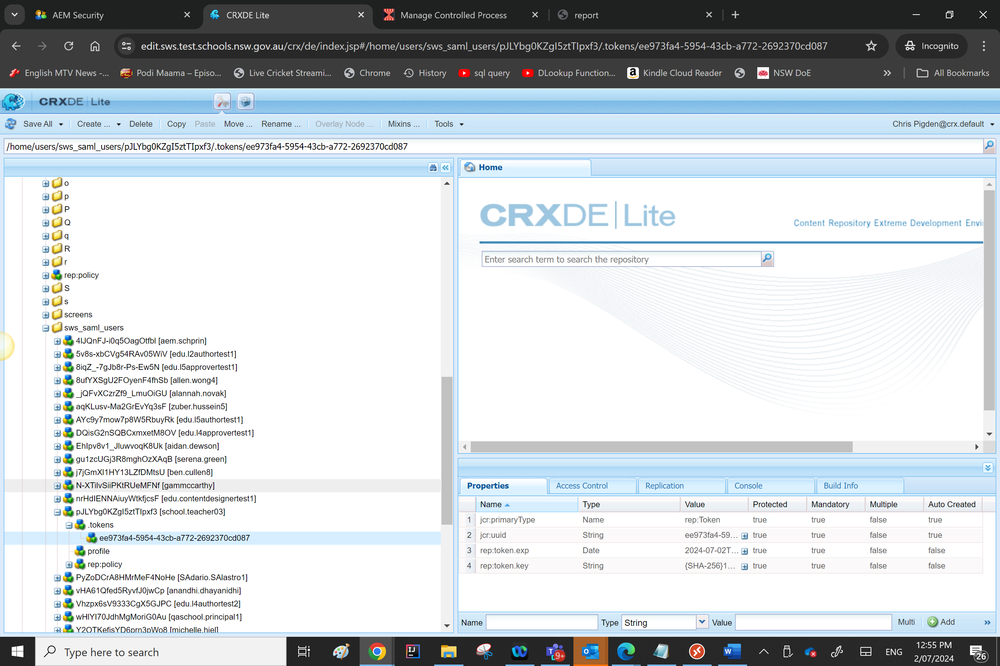 AEM Security
CRXDE Lite
Manage Controlled Process
report
edit.sws.test.schools.nsw.gov.au/crx/de/index.jsp#/home/users/sws_saml_users/pJLYbg0KZgI5ztTIpxf3/.tokens/ee973fa4-5954-43cb-a772-2692370cd087
Incognito
English MTV News -...
Podi Maama – Episo...
Live Cricket Streami...
Chrome
History
sql query
DLookup Function...
Kindle Cloud Reader
NSW DoE
All Bookmarks
CRXDE Lite
Save All
Create ...
Delete
Copy
Paste
Move ...
Rename ...
Overlay Node ...
Mixins ...
Tools
Chris Pigden@crx.default
/home/users/sws_saml_users/pJLYbg0KZgI5ztTIpxf3/.tokens/ee973fa4-5954-43cb-a772-2692370cd087
o
p
P
Q
q
R
r
rep:policy
S
s
screens
sws_saml_users
4lJQnFJ-i0q5OagOtfbl [aem.schprin]
5v8s-xbCVg54RAv05WiV [edu.l2authortest1]
8iqZ_-7gJb8r-Ps-Ew5N [edu.l5approvertest1]
8ufYXSgU2FOyenF4fhSb [allen.wong4]
_jQFvXCzrZf9_LmuOiGU [alannah.novak]
aqKLusv-Ma2GrEvYq3sF [zuber.hussein5]
AYc9y7mow7p8W5RbuyRk [edu.l5authortest1]
DQisG2nSQBCxmxetM8OV [edu.l4approvertest1]
EhIpv8v1_JluwvoqK8Uk [aidan.dewson]
gu1zcUGj3R8mghOzXAqB [serena.green]
j7jGmXl1HY13LZfDMtsU [ben.cullen8]
N-XTilvSiiPKtRUeMFNf [gammccarthy]
nrHdIENNAiuyWtkfjcsF [edu.contentdesignertest1]
pJLYbg0KZgI5ztTIpxf3 [school.teacher03]
.tokens
ee973fa4-5954-43cb-a772-2692370cd087
profile
rep:policy
PyZoDCrA8HMrMeF4NoHe [SAdario.SAlastro1]
vHA61Qfed5RyvfJ0jwCp [anandhi.dhayanidhi]
Vhzpx6sV9333CgX5GJPC [edu.l4authortest2]
wHlYI70JdhMgMoriG0Au [qaschool.principal1]
Y2OTKefisYD6prn3pWo8 [michelle.hiel]
Home
CRXDE Lite
Content Repository Extreme Development Envi
Enter search term to search the repository
Properties
Access Control
Replication
Console
Build Info
Name Type Value Protected Mandatory Multiple Auto Created
1 jcr:primaryType Name rep:Token true true false true
2 jcr:uuid String ee973fa4-59... true true false true
3 rep:token.exp Date 2024-07-02T... true true false false
4 rep:token.key String {SHA-256}1... true true false false
Name
Type
String
Value
Multi
Add
Type here to search
9+
ENG
12:55 PM
2/07/2024
26